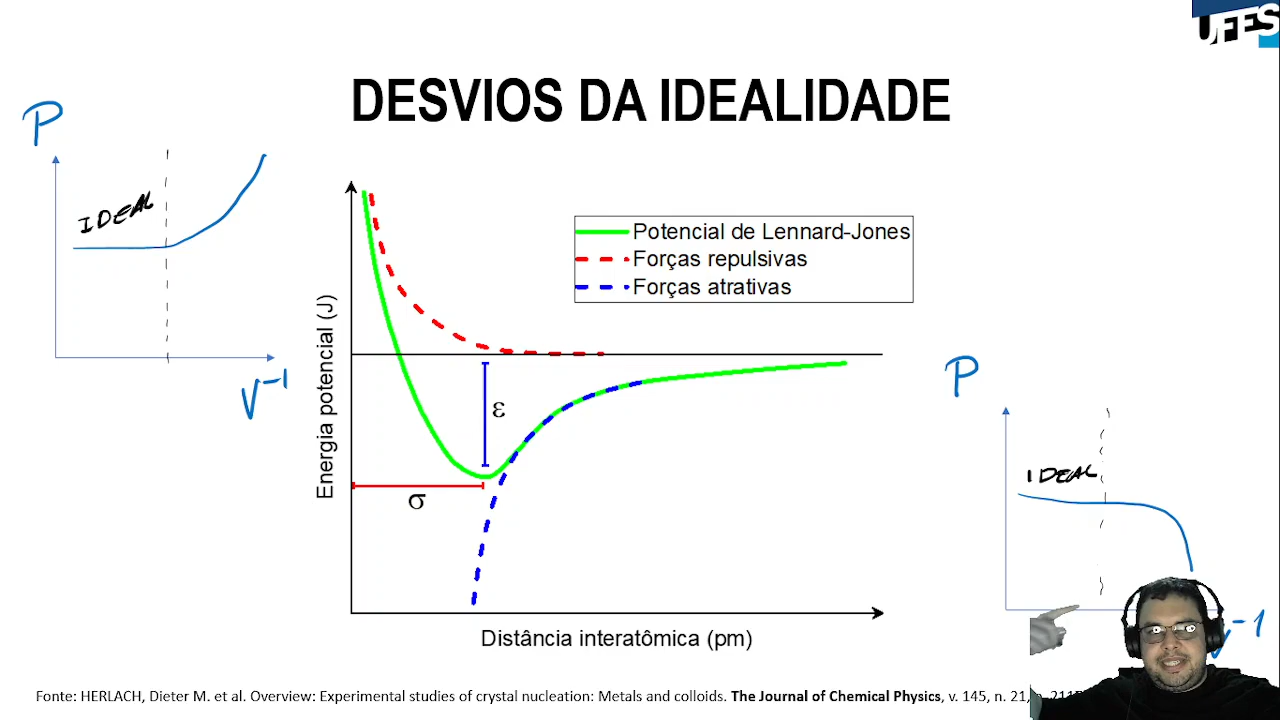 UFES
DESVIOS DA IDEALIDADE
P
IDEAL
V⁻¹
Potencial de Lennard-Jones
Forças repulsivas
Forças atrativas
Energia potencial (J)
ε
σ
Distância interatômica (pm)
P
IDEAL
V⁻¹
Fonte: HERLACH, Dieter M. et al. Overview: Experimental studies of crystal nucleation: Metals and colloids. The Journal of Chemical Physics, v. 145, n. 21,